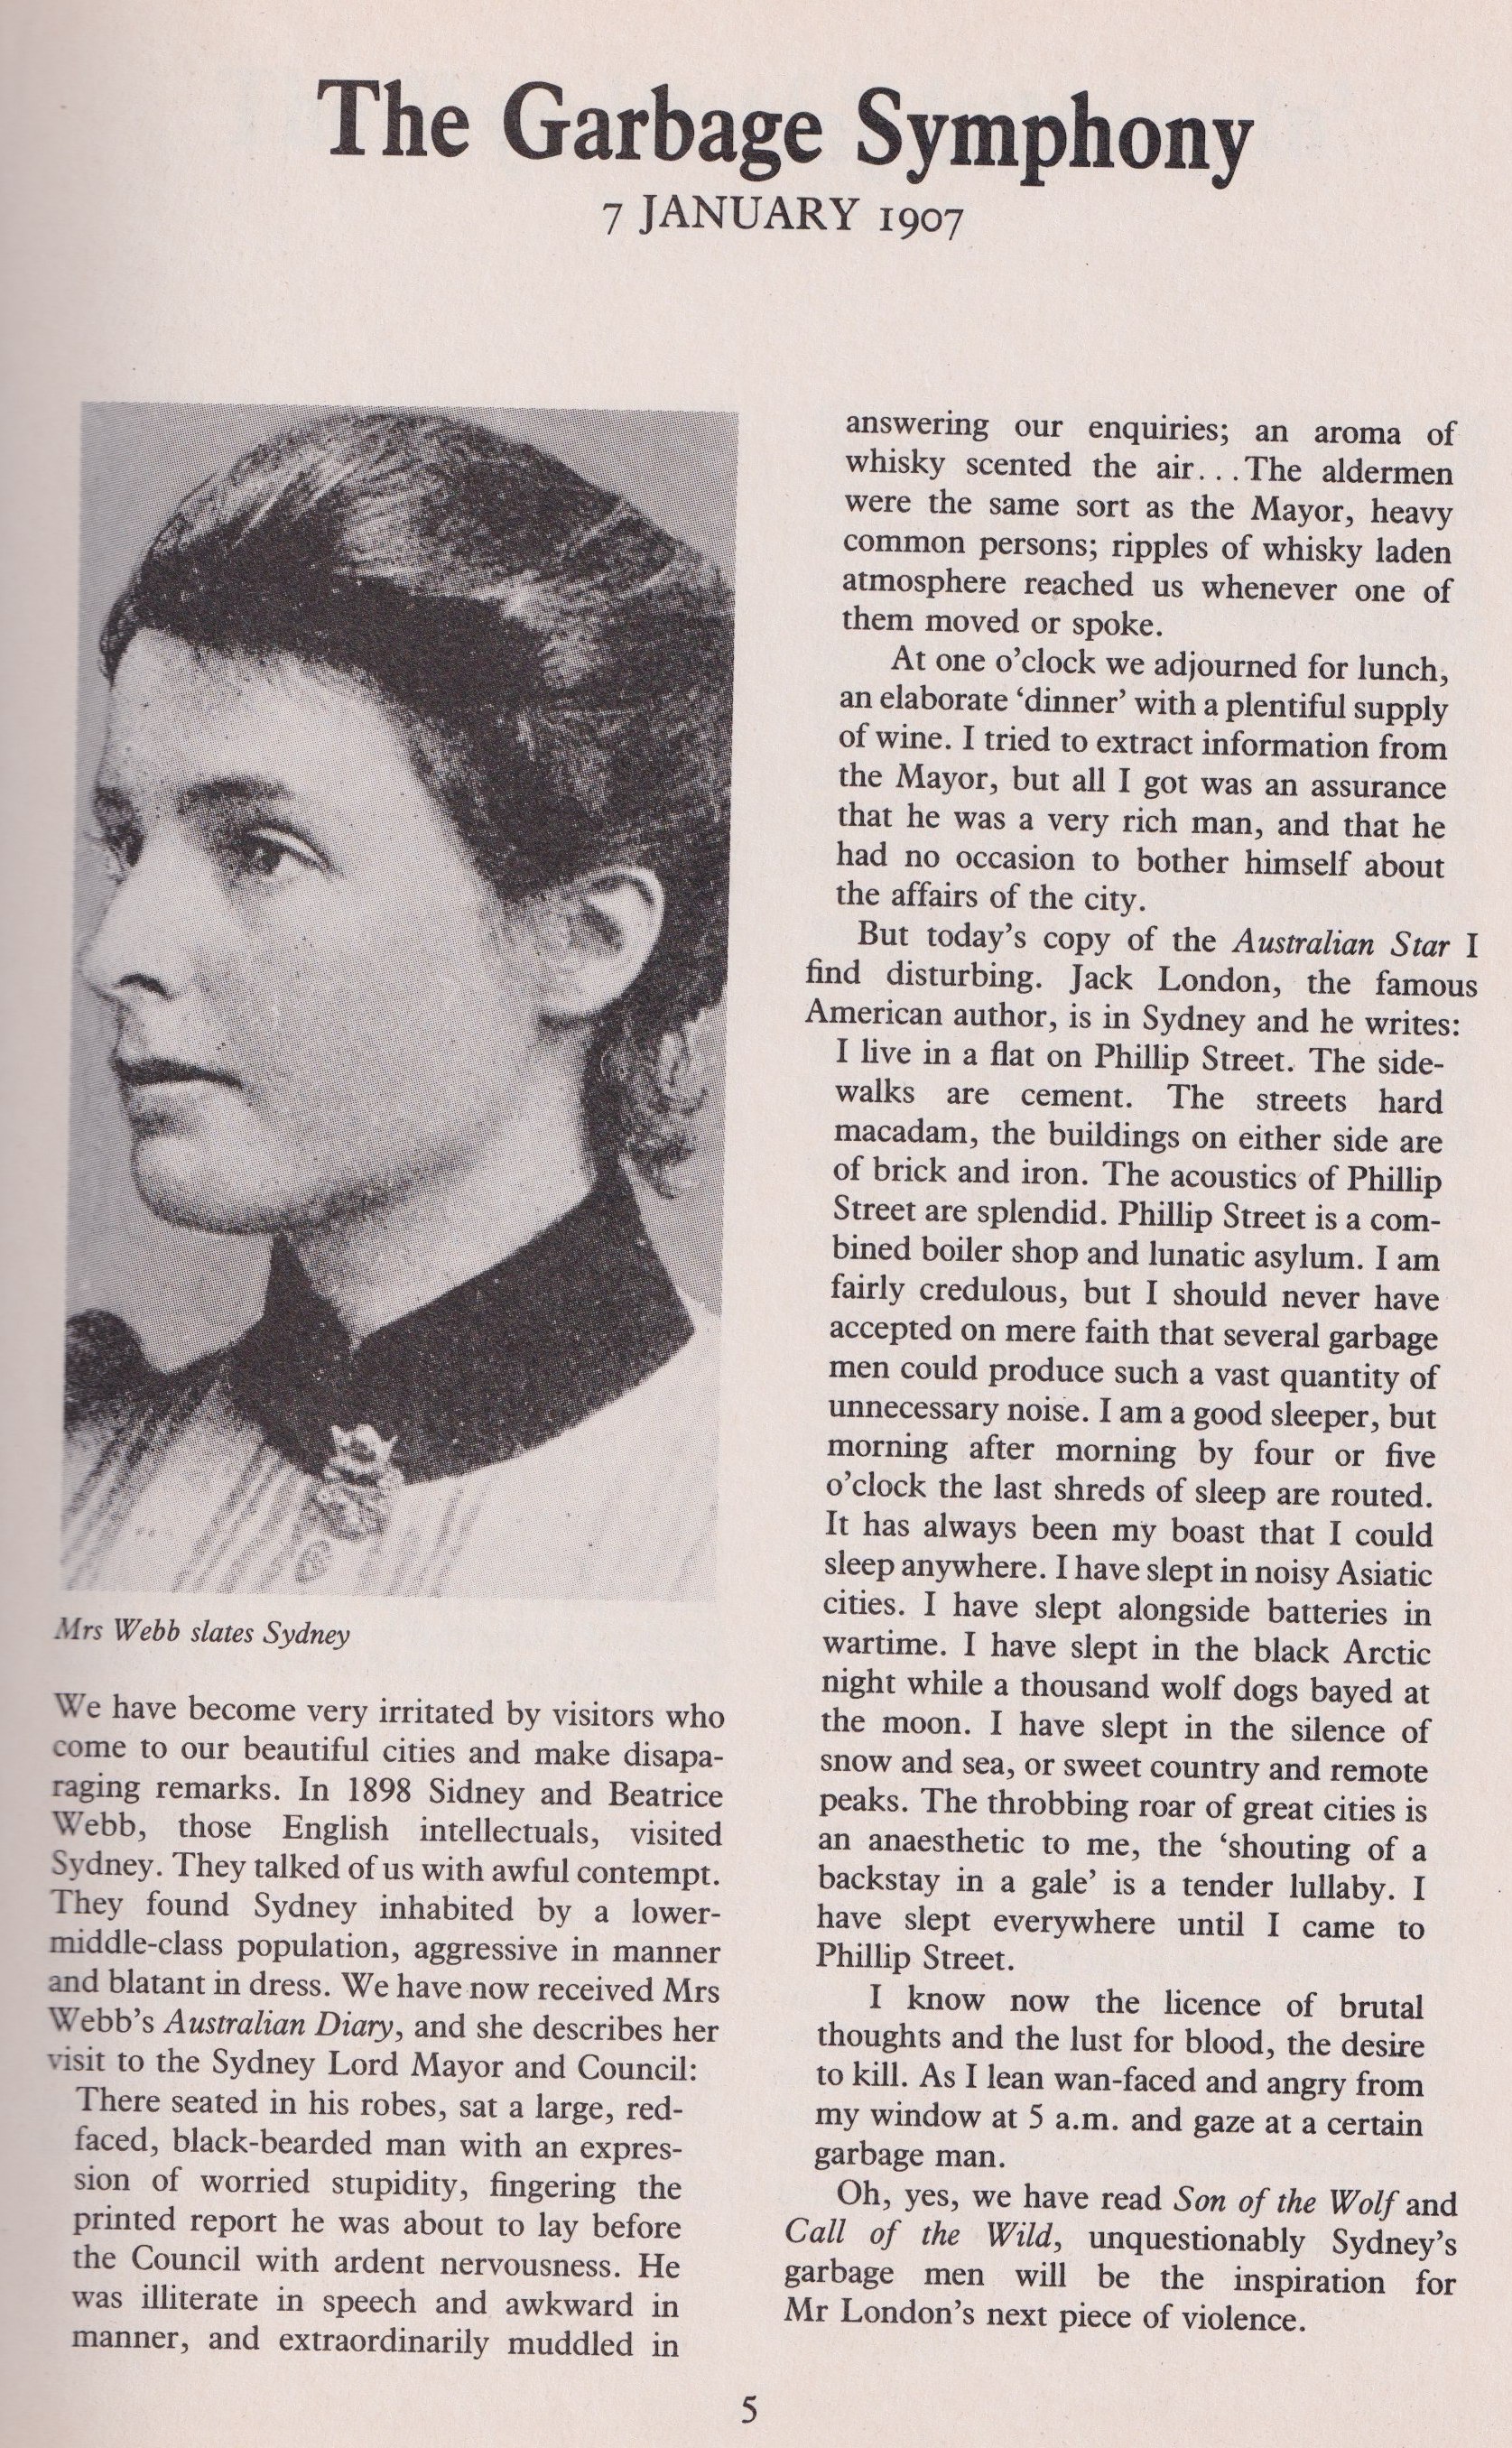 The Garbage Symphony
7 JANUARY 1907
Mrs Webb slates Sydney
We have become very irritated by visitors who
come to our beautiful cities and make disapa-
raging remarks. In 1898 Sidney and Beatrice
Webb, those English intellectuals, visited
Sydney. They talked of us with awful contempt.
They found Sydney inhabited by a lower-
middle-class population, aggressive in manner
and blatant in dress. We have now received Mrs
Webb's Australian Diary, and she describes her
visit to the Sydney Lord Mayor and Council:
There seated in his robes, sat a large, red-
faced, black-bearded man with an expres-
sion of worried stupidity, fingering the
printed report he was about to lay before
the Council with ardent nervousness. He
was illiterate in speech and awkward in
manner, and extraordinarily muddled in
answering our enquiries; an aroma of
whisky scented the air...The aldermen
were the same sort as the Mayor, heavy
common persons; ripples of whisky laden
atmosphere reached us whenever one of
them moved or spoke.
At one o'clock we adjourned for lunch,
an elaborate 'dinner' with a plentiful supply
of wine. I tried to extract information from
the Mayor, but all I got was an assurance
that he was a very rich man, and that he
had no occasion to bother himself about
the affairs of the city.
But today's copy of the Australian Star I
find disturbing. Jack London, the famous
American author, is in Sydney and he writes:
I live in a flat on Phillip Street. The side-
walks are cement. The streets hard
macadam, the buildings on either side are
of brick and iron. The acoustics of Phillip
Street are splendid. Phillip Street is a com-
bined boiler shop and lunatic asylum. I am
fairly credulous, but I should never have
accepted on mere faith that several garbage
men could produce such a vast quantity of
unnecessary noise. I am a good sleeper, but
morning after morning by four or five
o'clock the last shreds of sleep are routed.
It has always been my boast that I could
sleep anywhere. I have slept in noisy Asiatic
cities. I have slept alongside batteries in
wartime. I have slept in the black Arctic
night while a thousand wolf dogs bayed at
the moon. I have slept in the silence of
snow and sea, or sweet country and remote
peaks. The throbbing roar of great cities is
an anaesthetic to me, the 'shouting of a
backstay in a gale' is a tender lullaby. I
have slept everywhere until I came to
Phillip Street.
I know now the licence of brutal
thoughts and the lust for blood, the desire
to kill. As I lean wan-faced and angry from
my window at 5 a.m. and gaze at a certain
garbage man.
Oh, yes, we have read Son of the Wolf and
Call of the Wild, unquestionably Sydney's
garbage men will be the inspiration for
Mr London's next piece of violence.
5